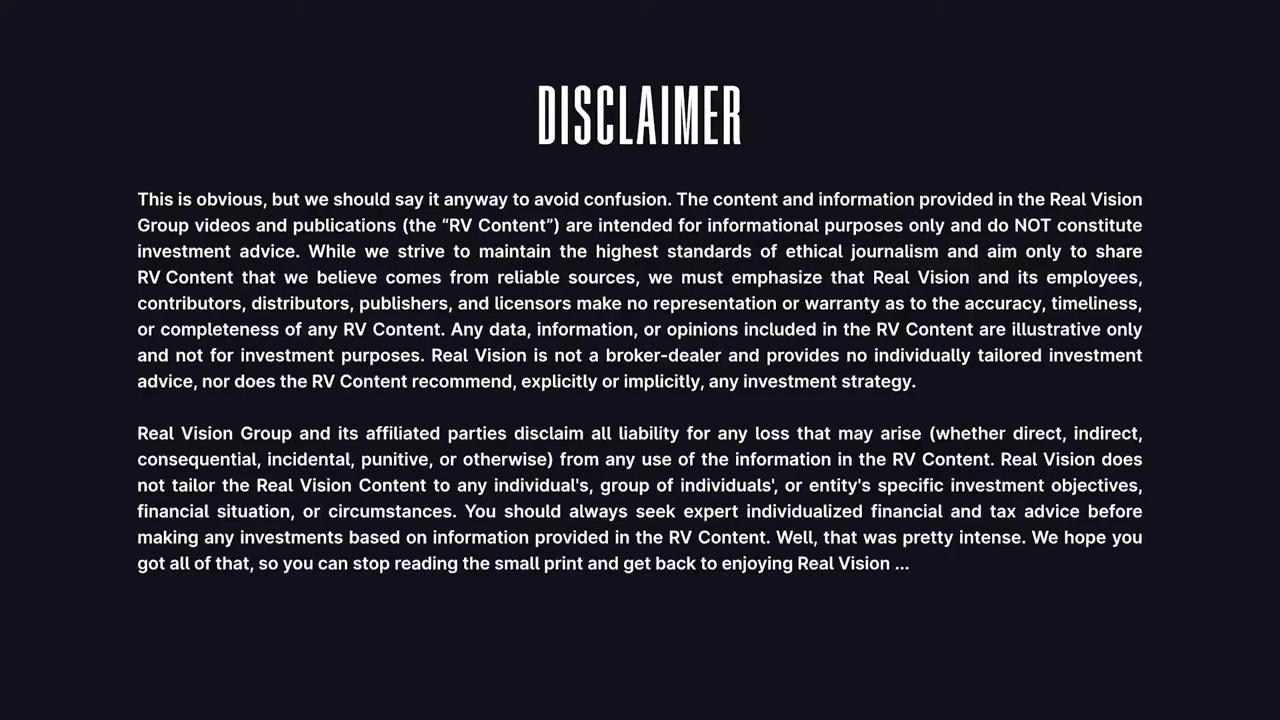 DISCLAIMER
This is obvious, but we should say it anyway to avoid confusion. The content and information provided in the Real Vision
Group videos and publications (the “RV Content”) are intended for informational purposes only and do NOT constitute
investment advice. While we strive to maintain the highest standards of ethical journalism and aim only to share
RV Content that we believe comes from reliable sources, we must emphasize that Real Vision and its employees,
contributors, distributors, publishers, and licensors make no representation or warranty as to the accuracy, timeliness,
or completeness of any RV Content. Any data, information, or opinions included in the RV Content are illustrative only
and not for investment purposes. Real Vision is not a broker-dealer and provides no individually tailored investment
advice, nor does the RV Content recommend, explicitly or implicitly, any investment strategy.
Real Vision Group and its affiliated parties disclaim all liability for any loss that may arise (whether direct, indirect,
consequential, incidental, punitive, or otherwise) from any use of the information in the RV Content. Real Vision does
not tailor the Real Vision Content to any individual's, group of individuals', or entity's specific investment objectives,
financial situation, or circumstances. You should always seek expert individualized financial and tax advice before
making any investments based on information provided in the RV Content. Well, that was pretty intense. We hope you
got all of that, so you can stop reading the small print and get back to enjoying Real Vision ...